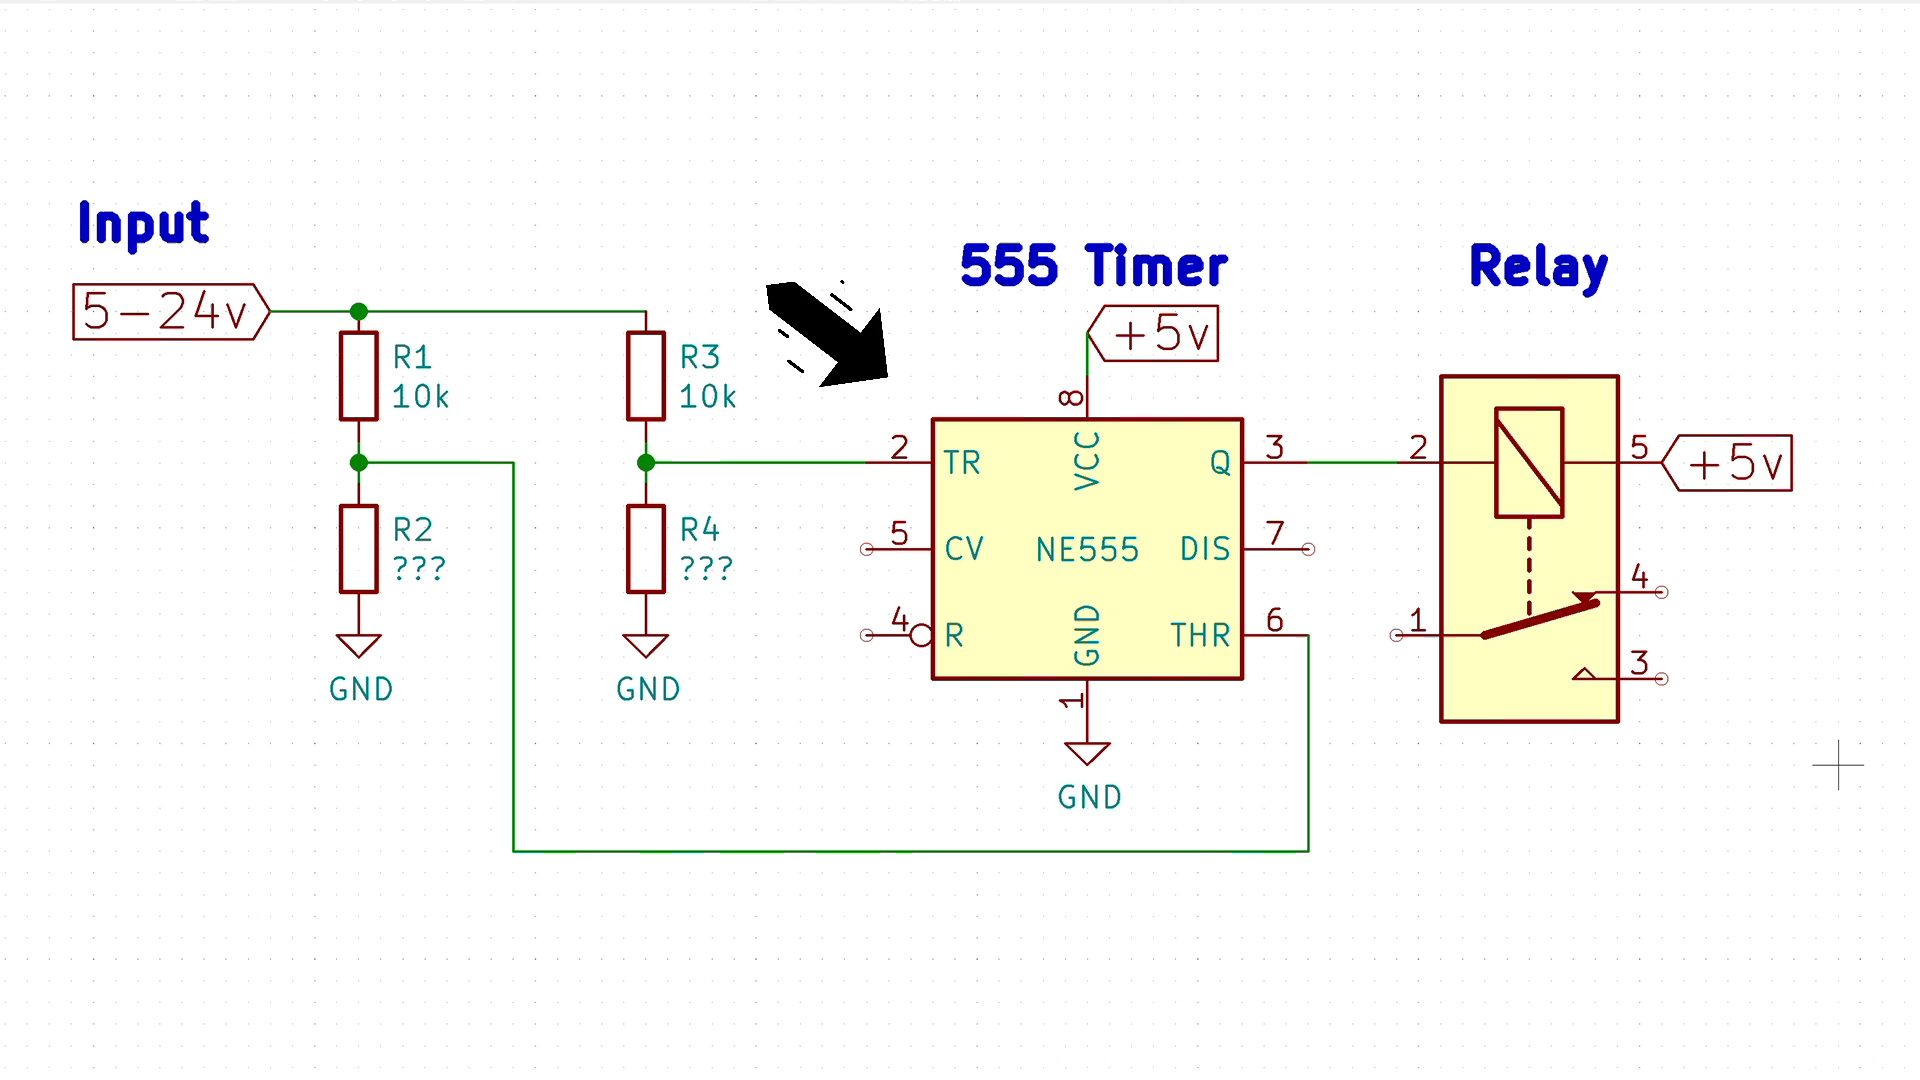 Input
5-24v
R1
10k
R2
???
GND
R3
10k
R4
???
GND
555 Timer
+5v
8
2
TR
VCC
Q
3
5
CV
NE555
DIS
7
4
R
GND
THR
6
1
GND
Relay
2
5
+5v
4
1
3